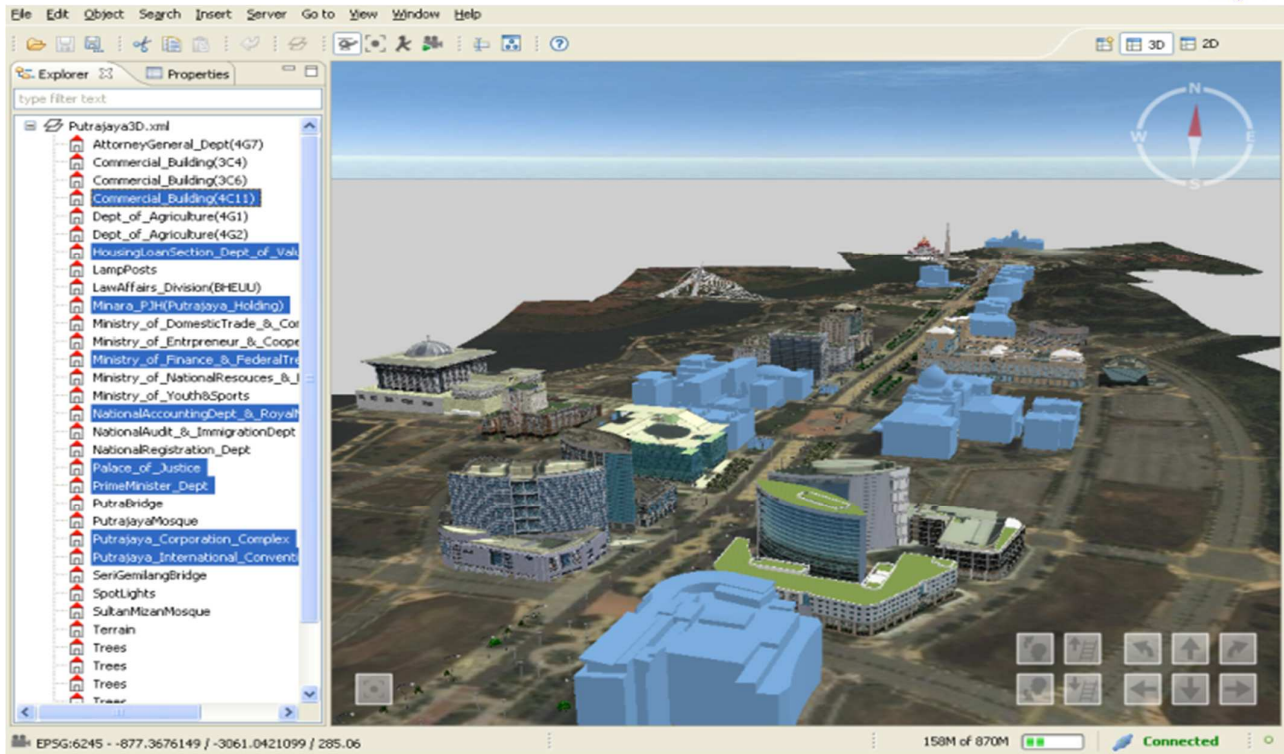 File Edit Object Search Insert Server Go to View Window Help
3D 2D
Explorer Properties
type filter text
Putrajaya3D.xml
AttorneyGeneral_Dept(4G7)
Commercial_Building(3C4)
Commercial_Building(3C6)
Commercial_Building(4C11)
Dept_of_Agriculture(4G1)
Dept_of_Agriculture(4G2)
HousingLoanSection_Dept_of_Valu
LampPosts
LawAffairs_Division(BHEUU)
Minara_PJH(Putrajaya_Holding)
Ministry_of_DomesticTrade_&_Cor
Ministry_of_Entrpreneur_&_Coope
Ministry_of_Finance_&_FederalTre
Ministry_of_NationalResouces_&_
Ministry_of_Youth&Sports
NationalAccountingDept_&_Royal
NationalAudit_&_ImmigrationDept
NationalRegistration_Dept
Palace_of_Justice
PrimeMinister_Dept
PutraBridge
PutrajayaMosque
Putrajaya_Corporation_Complex
Putrajaya_International_Conventi
SeriGemilangBridge
SpotLights
SultanMizanMosque
Terrain
Trees
Trees
Trees
Trees
N
W E
S
EPSG:6245 - -877.3676149 / -3061.0421099 / 285.06
158M of 870M
Connected